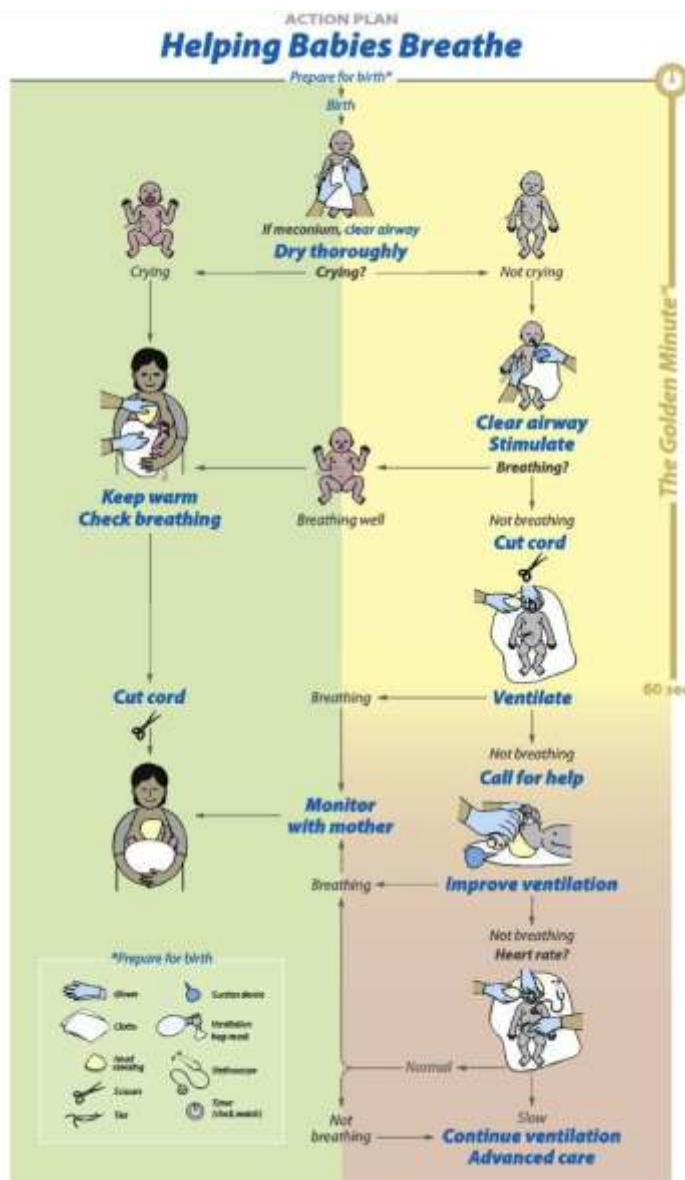 ACTION PLAN
Helping Babies Breathe
Prepare for birth*
Birth
If meconium, clear airway
Dry thoroughly
Crying
Crying?
Not crying
Clear airway
Stimulate
Breathing?
Keep warm
Check breathing
Breathing well
Not breathing
Cut cord
The Golden Minute
60 sec
Cut cord
Breathing
Ventilate
Not breathing
Call for help
Monitor
with mother
Breathing
Improve ventilation
Not breathing
Heart rate?
Normal
Slow
Not
breathing
Continue ventilation
Advanced care
*Prepare for birth
Gloves
Suction device
Cloths
Ventilation
bag-mask
Head
covering
Stethoscope
Scissors
Ties
Timer
(clock, watch)